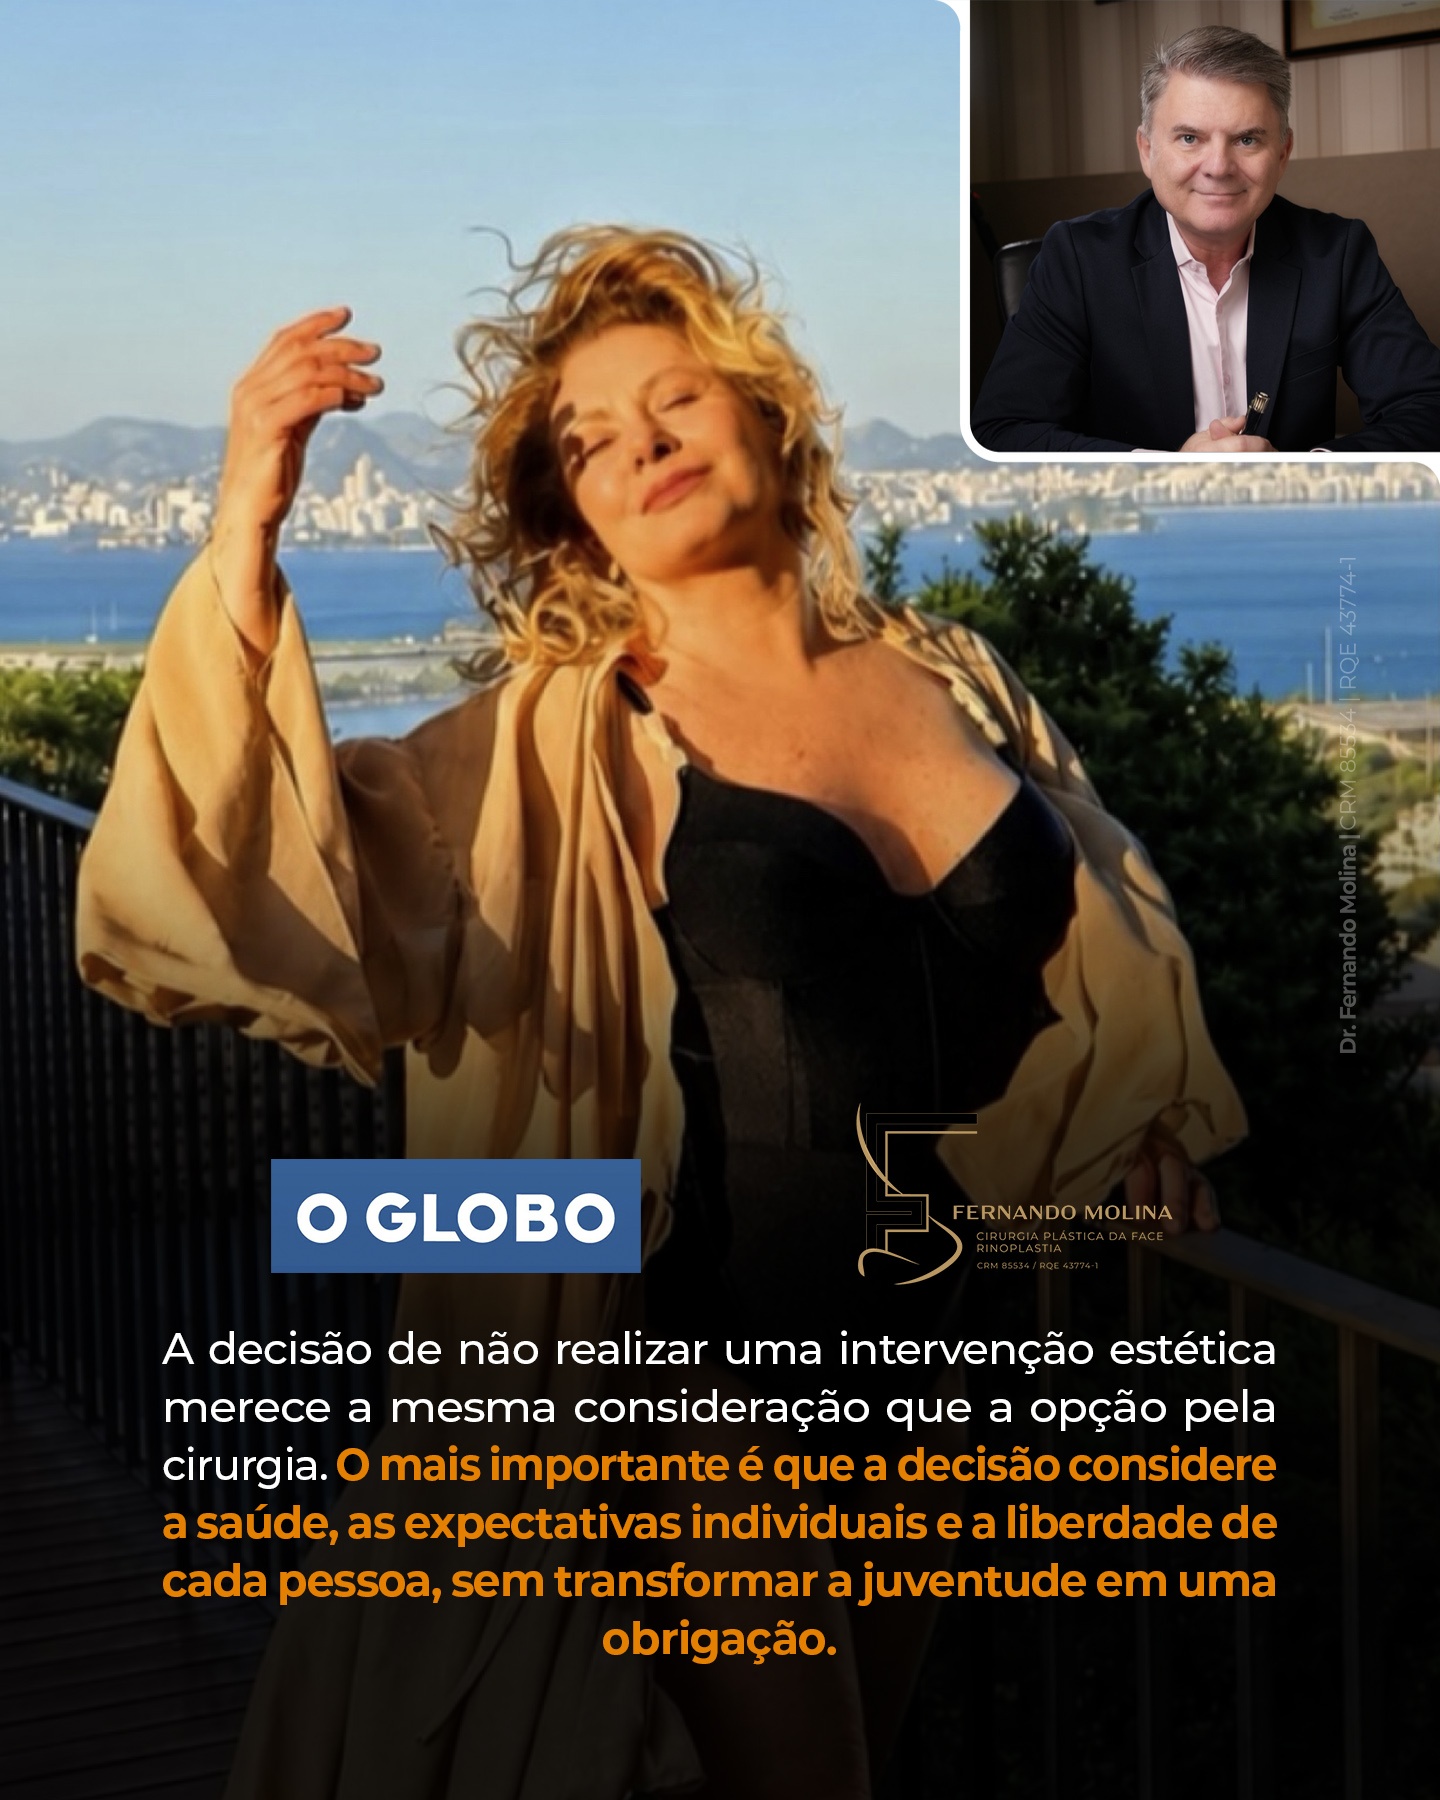 Dr. Fernando Molina | CRM 85534 | RQE 43774-1
O GLOBO
FERNANDO MOLINA
CIRURGIA PLÁSTICA DA FACE
RINOPLASTIA
CRM 85534 / RQE 43774-1
A decisão de não realizar uma intervenção estética
merece a mesma consideração que a opção pela
cirurgia. O mais importante é que a decisão considere
a saúde, as expectativas individuais e a liberdade de
cada pessoa, sem transformar a juventude em uma
obrigação.